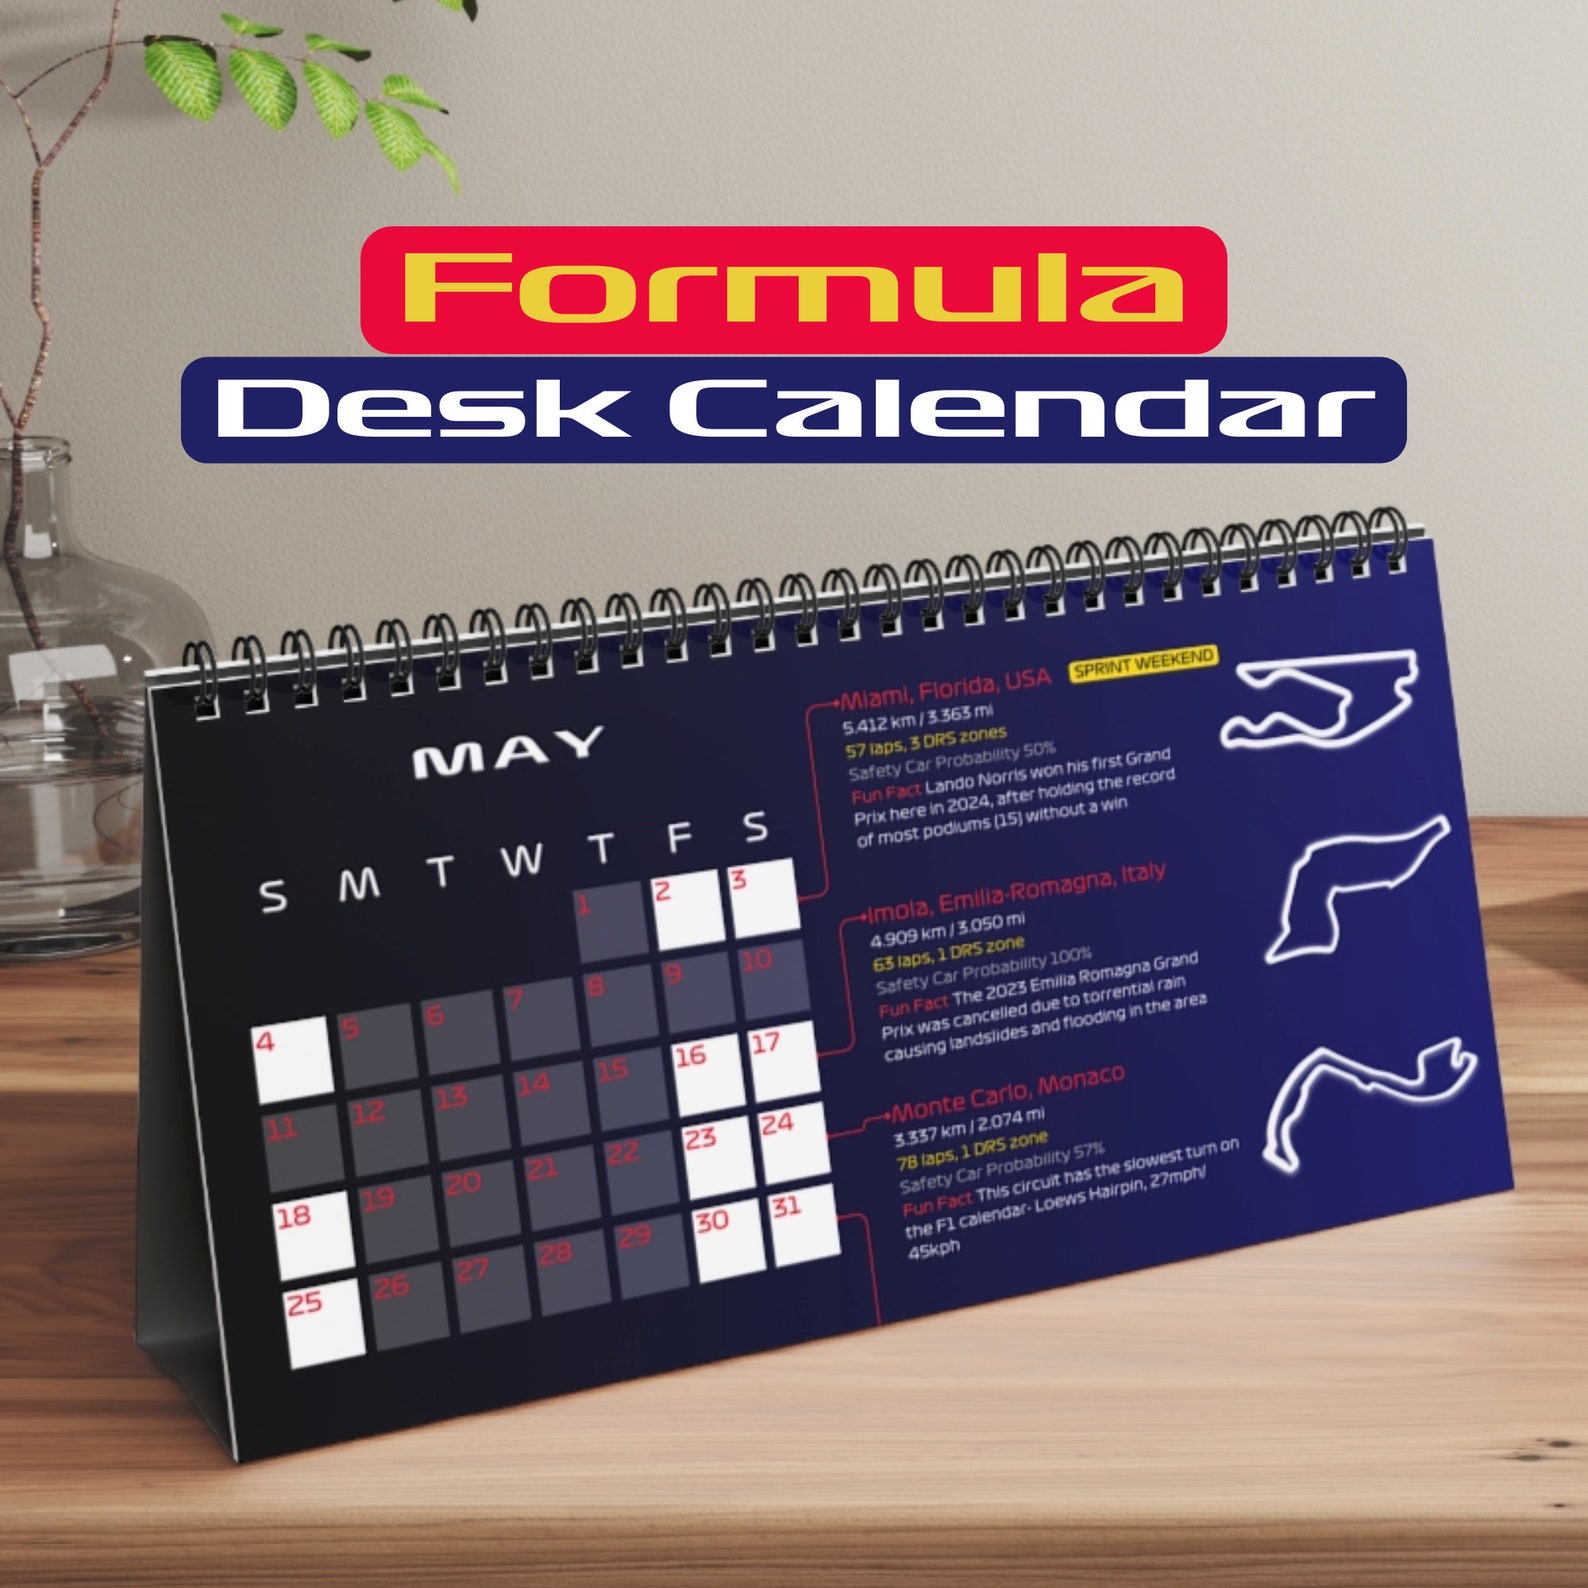 Formula
Desk Calendar
MAY
S M T W T F S
1 2 3
4 5 6 7 8 9 10
11 12 13 14 15 16 17
18 19 20 21 22 23 24
25 26 27 28 29 30 31
Miami, Florida, USA SPRINT WEEKEND
5.412 km / 3.363 mi
57 laps, 3 DRS zones
Safety Car Probability 50%
Fun Fact Lando Norris won his first Grand
Prix here in 2024, after holding the record
of most podiums (15) without a win
Imola, Emilia-Romagna, Italy
4.909 km / 3.050 mi
63 laps, 1 DRS zone
Safety Car Probability 100%
Fun Fact The 2023 Emilia Romagna Grand
Prix was cancelled due to torrential rain
causing landslides and flooding in the area
Monte Carlo, Monaco
3.337 km / 2.074 mi
78 laps, 1 DRS zone
Safety Car Probability 57%
Fun Fact This circuit has the slowest turn on
the F1 calendar- Loews Hairpin, 27mph/
45kph